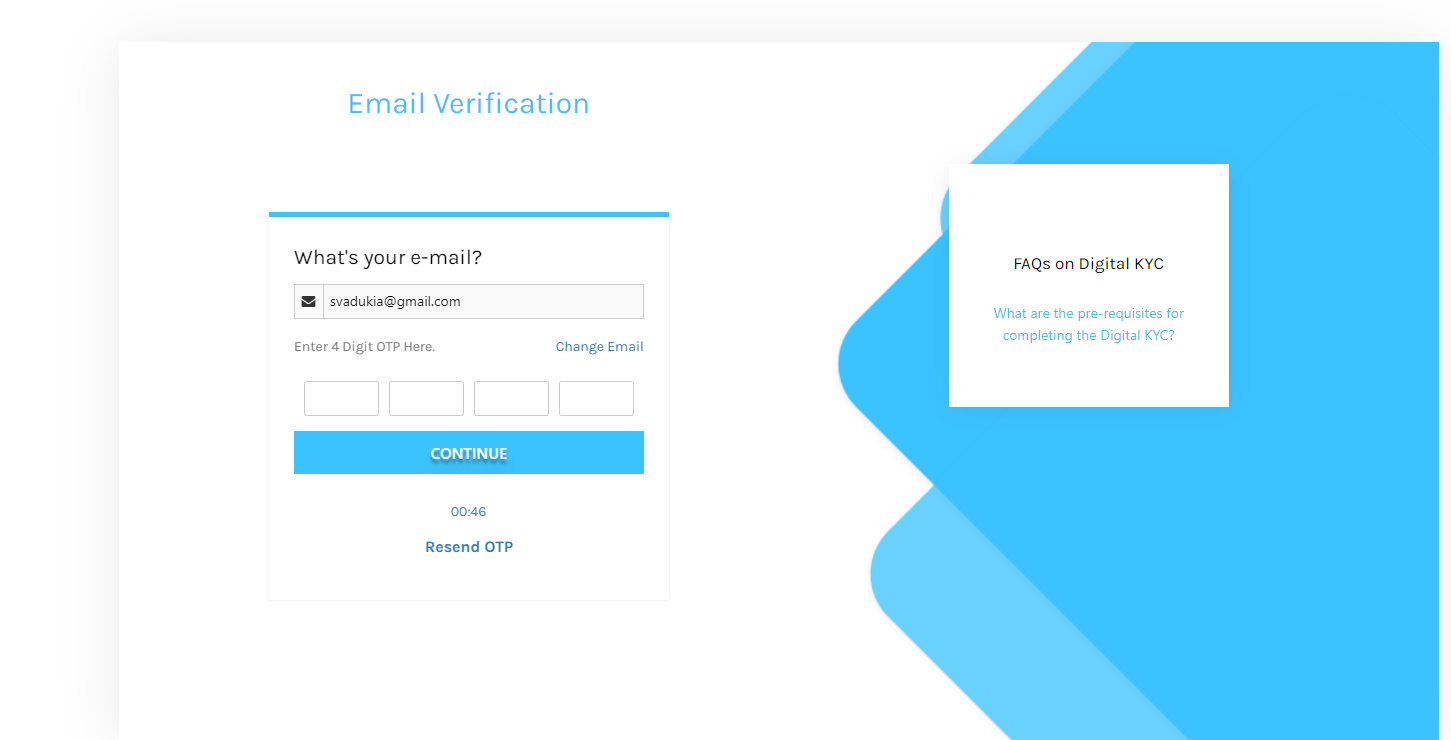 Email Verification
What's your e-mail?
svadukia@gmail.com
Enter 4 Digit OTP Here.
Change Email
CONTINUE
00:46
Resend OTP
FAQs on Digital KYC
What are the pre-requisites for
completing the Digital KYC?